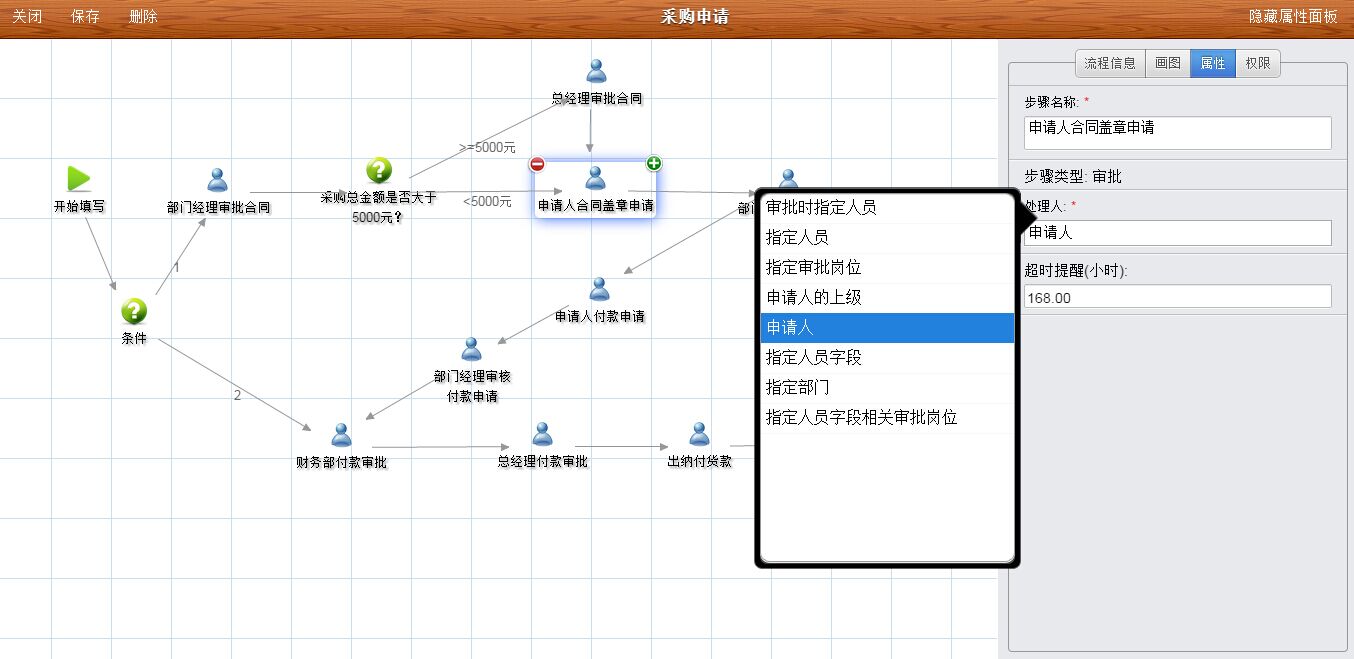 关闭 保存 删除 采购申请 隐藏属性面板
流程信息 画图 属性 权限
步骤名称: *
申请人合同盖章申请
步骤类型: 审批
处理人: *
申请人
超时提醒(小时):
168.00
总经理审批合同
>=5000元
开始填写
部门经理审批合同
采购总金额是否大于
5000元?
<5000元
申请人合同盖章申请
部
1
条件
申请人付款申请
部门经理审核
付款申请
2
财务部付款审批
总经理付款审批
出纳付货款
审批时指定人员
指定人员
指定审批岗位
申请人的上级
申请人
指定人员字段
指定部门
指定人员字段相关审批岗位